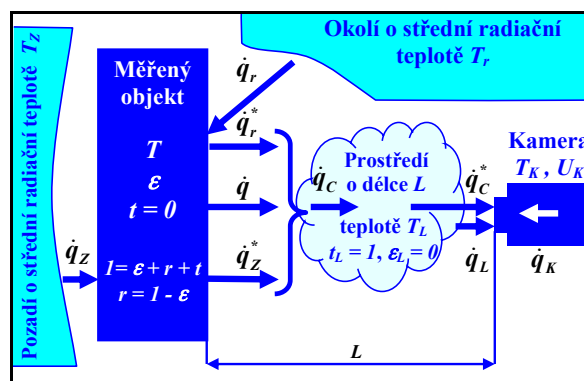 Pozadí o střední radiační teplotě T_Z
Okolí o střední radiační
teplotě T_r
Měřený
objekt
T
ε
t = 0
1= ε + r + t
r = 1 - ε
q̇_r
q̇_r^*
q̇
q̇_Z
q̇_Z^*
q̇_C
Prostředí
o délce L
teplotě T_L
t_L = 1, ε_L = 0
q̇_C^*
q̇_L
Kamera
T_K , U_K
q̇_K
L